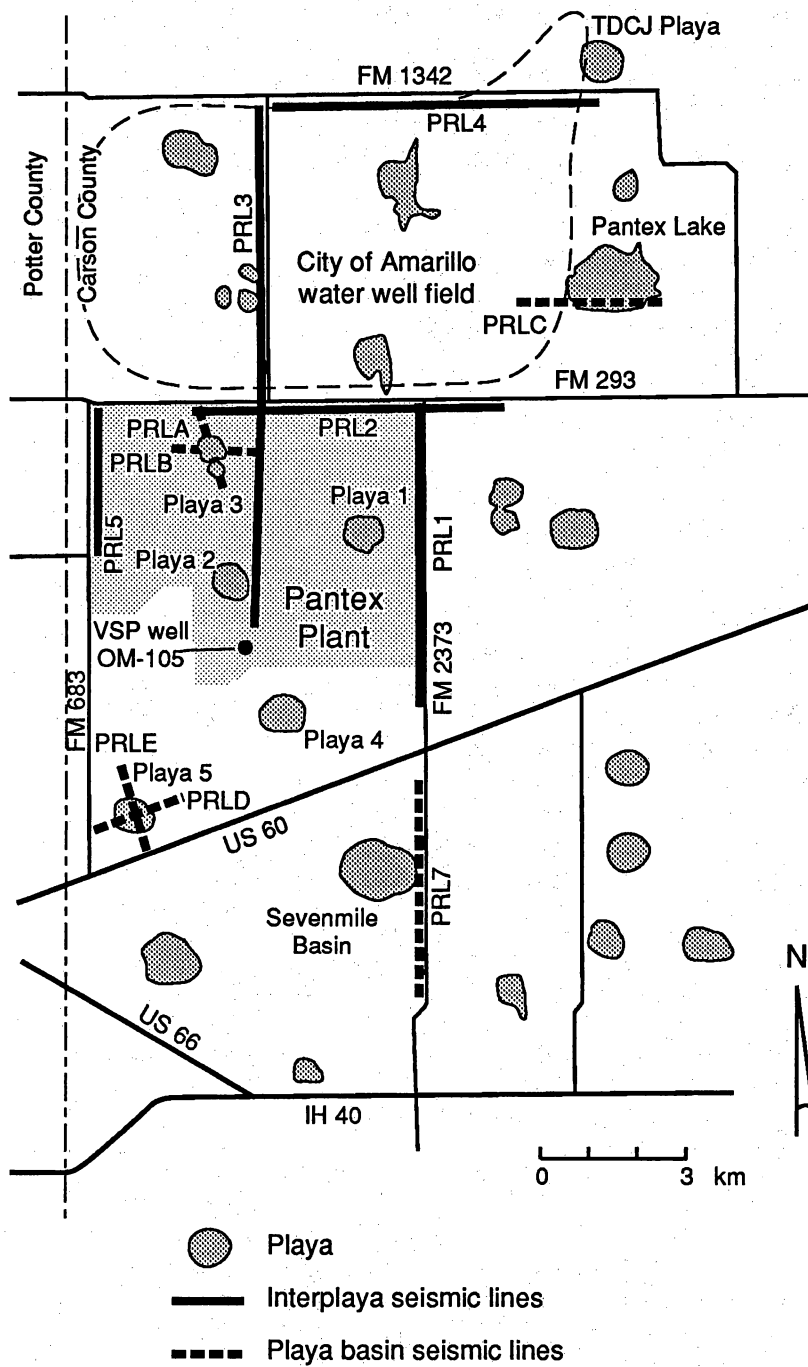 TDCJ Playa
FM 1342
PRL4
Potter County
Carson County
PRL3
Pantex Lake
City of Amarillo
water well field
PRLC
FM 293
PRLA
PRL2
PRLB
Playa 3
Playa 1
PRL5
PRL1
Playa 2
Pantex
Plant
VSP well
OM-105
FM 2373
FM 683
Playa 4
PRLE
Playa 5
PRLD
US 60
PRL7
Sevenmile
Basin
N
US 66
IH 40
0 3 km
Playa
Interplaya seismic lines
Playa basin seismic lines